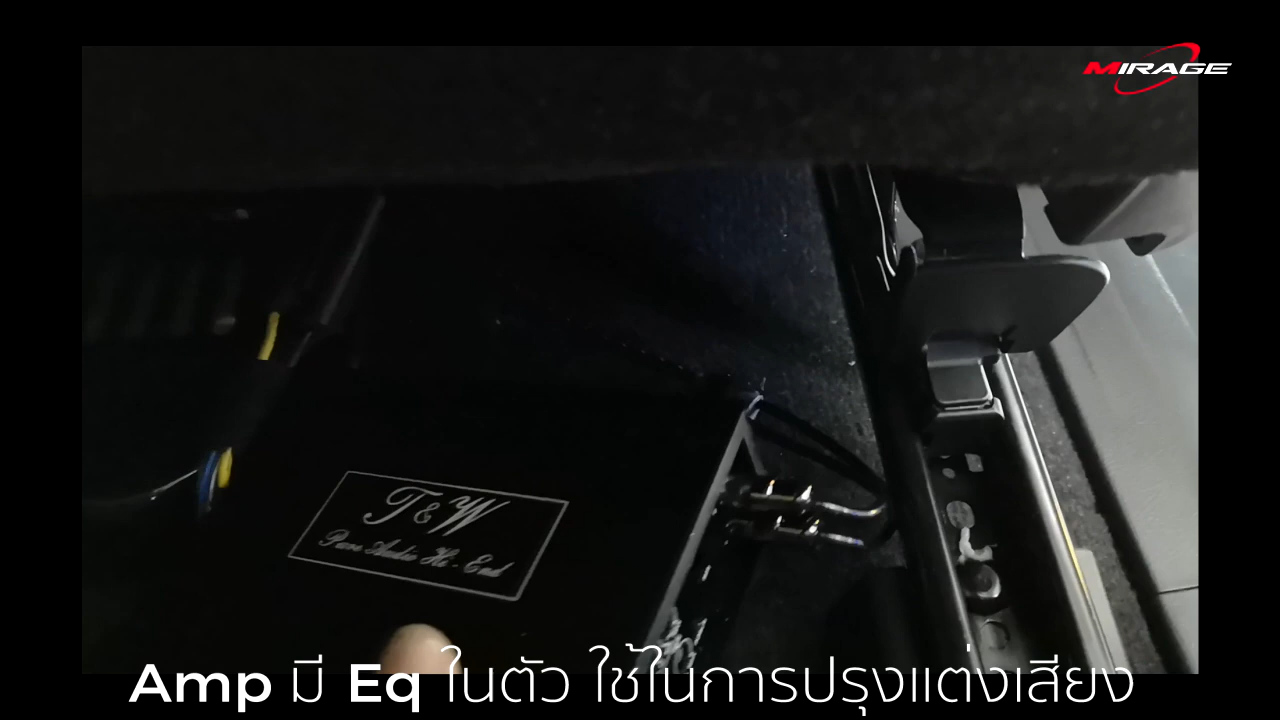 MIRAGE
T & W
Pure Audio Hi-End
Amp มี Eq ในตัว ใช้ในการปรุงแต่งเสียง